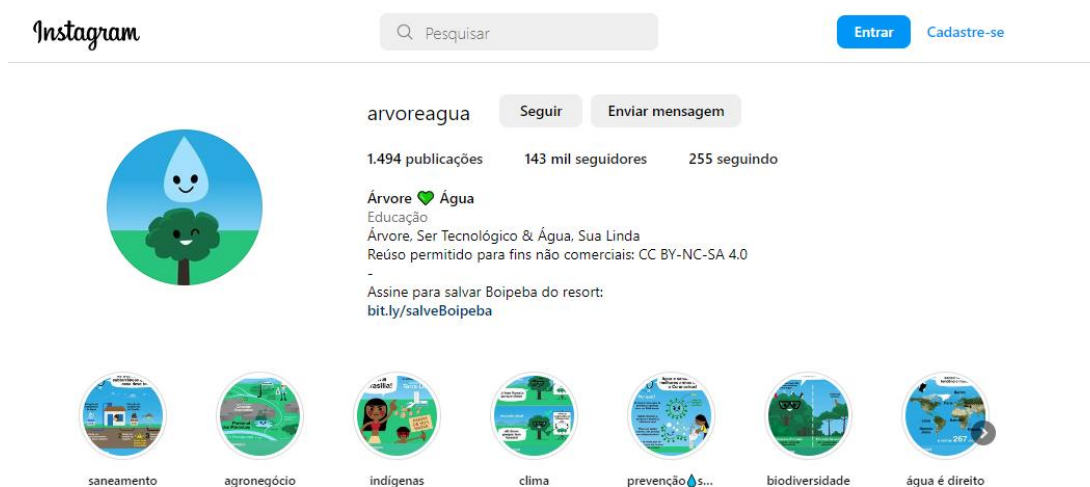 Instagram
Pesquisar
Entrar
Cadastre-se
arvoreagua
Seguir
Enviar mensagem
1.494 publicações
143 mil seguidores
255 seguindo
Árvore 💚 Água
Educação
Árvore, Ser Tecnológico & Água, Sua Linda
Reúso permitido para fins não comerciais: CC BY-NC-SA 4.0
-
Assine para salvar Boipeba do resort:
bit.ly/salveBoipeba
267
saneamento
agronegócio
indígenas
clima
prevenção💧s...
biodiversidade
água é direito